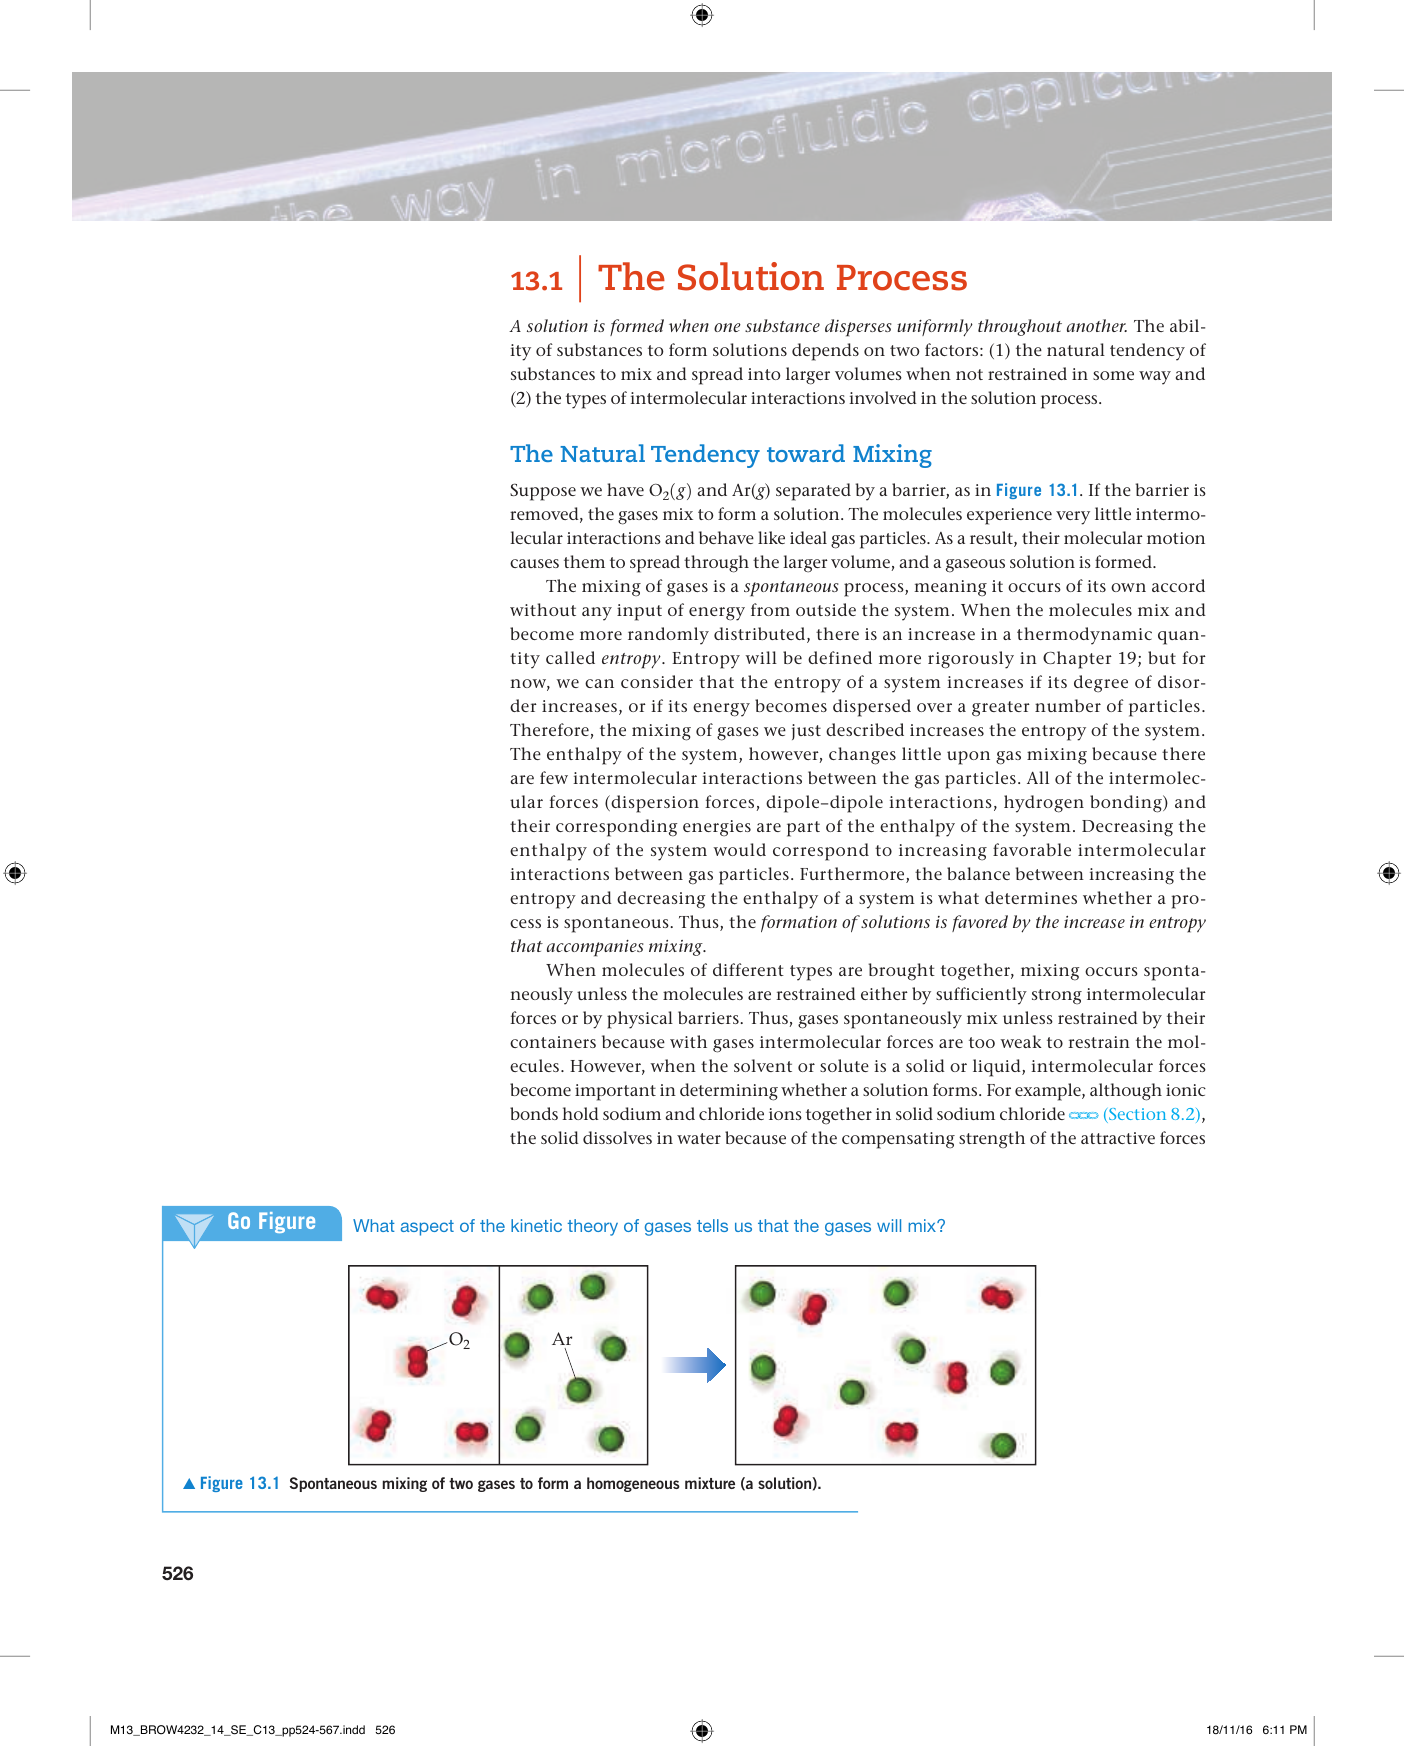 the way in microfluidic application
13.1 The Solution Process
A solution is formed when one substance disperses uniformly throughout another. The abil-
ity of substances to form solutions depends on two factors: (1) the natural tendency of
substances to mix and spread into larger volumes when not restrained in some way and
(2) the types of intermolecular interactions involved in the solution process.
The Natural Tendency toward Mixing
Suppose we have O₂(g) and Ar(g) separated by a barrier, as in Figure 13.1. If the barrier is
removed, the gases mix to form a solution. The molecules experience very little intermo-
lecular interactions and behave like ideal gas particles. As a result, their molecular motion
causes them to spread through the larger volume, and a gaseous solution is formed.
The mixing of gases is a spontaneous process, meaning it occurs of its own accord
without any input of energy from outside the system. When the molecules mix and
become more randomly distributed, there is an increase in a thermodynamic quan-
tity called entropy. Entropy will be defined more rigorously in Chapter 19; but for
now, we can consider that the entropy of a system increases if its degree of disor-
der increases, or if its energy becomes dispersed over a greater number of particles.
Therefore, the mixing of gases we just described increases the entropy of the system.
The enthalpy of the system, however, changes little upon gas mixing because there
are few intermolecular interactions between the gas particles. All of the intermolec-
ular forces (dispersion forces, dipole–dipole interactions, hydrogen bonding) and
their corresponding energies are part of the enthalpy of the system. Decreasing the
enthalpy of the system would correspond to increasing favorable intermolecular
interactions between gas particles. Furthermore, the balance between increasing the
entropy and decreasing the enthalpy of a system is what determines whether a pro-
cess is spontaneous. Thus, the formation of solutions is favored by the increase in entropy
that accompanies mixing.
When molecules of different types are brought together, mixing occurs sponta-
neously unless the molecules are restrained either by sufficiently strong intermolecular
forces or by physical barriers. Thus, gases spontaneously mix unless restrained by their
containers because with gases intermolecular forces are too weak to restrain the mol-
ecules. However, when the solvent or solute is a solid or liquid, intermolecular forces
become important in determining whether a solution forms. For example, although ionic
bonds hold sodium and chloride ions together in solid sodium chloride (Section 8.2),
the solid dissolves in water because of the compensating strength of the attractive forces
Go Figure What aspect of the kinetic theory of gases tells us that the gases will mix?
O₂ Ar
▲ Figure 13.1 Spontaneous mixing of two gases to form a homogeneous mixture (a solution).
526
M13_BROW4232_14_SE_C13_pp524-567.indd 526 18/11/16 6:11 PM